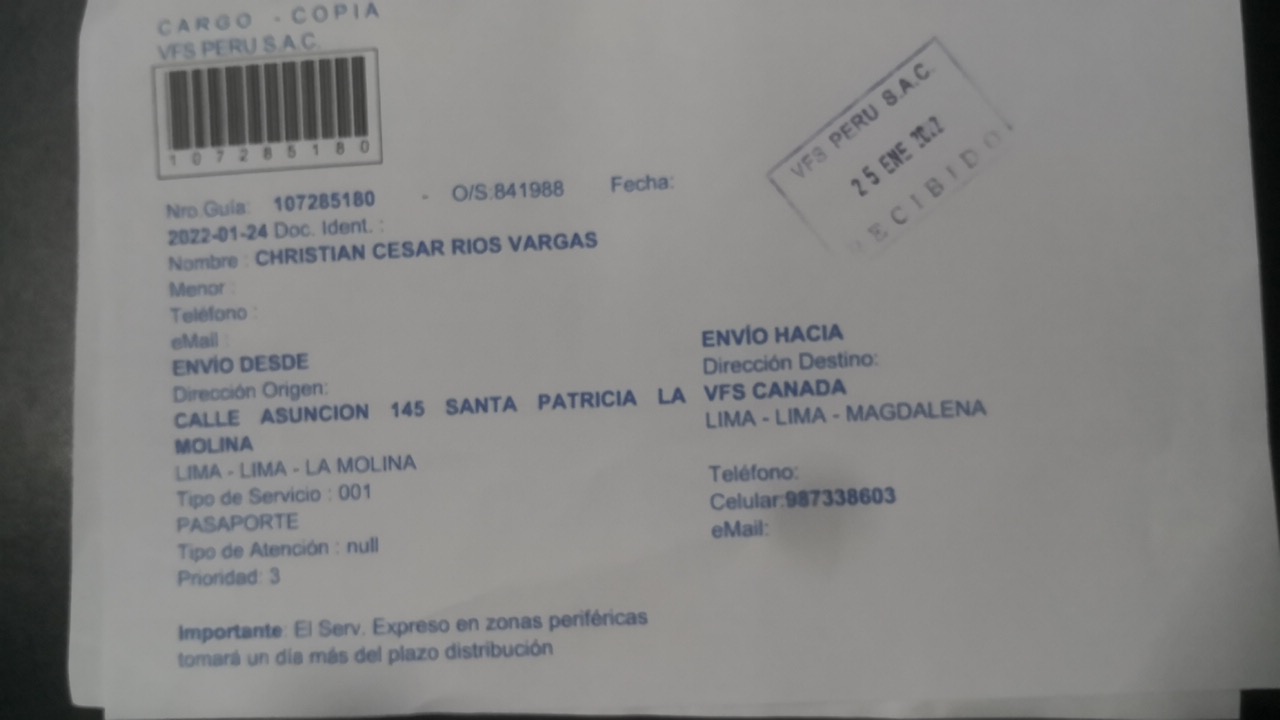 CARGO - COPIA
VFS PERU S.A.C.
107285180
VFS PERU S.A.C.
25 ENE 2022
RECIBIDO
Nro.Guía: 107285180 - O/S:841988 Fecha:
2022-01-24 Doc. Ident. :
Nombre : CHRISTIAN CESAR RIOS VARGAS
Menor :
Teléfono :
eMail :
ENVÍO DESDE
Dirección Origen:
CALLE ASUNCION 145 SANTA PATRICIA LA
MOLINA
LIMA - LIMA - LA MOLINA
Tipo de Servicio : 001
PASAPORTE
Tipo de Atención : null
Prioridad: 3
ENVÍO HACIA
Dirección Destino:
VFS CANADA
LIMA - LIMA - MAGDALENA
Teléfono:
Celular:987338603
eMail:
Importante: El Serv. Expreso en zonas periféricas
tomará un día más del plazo distribución